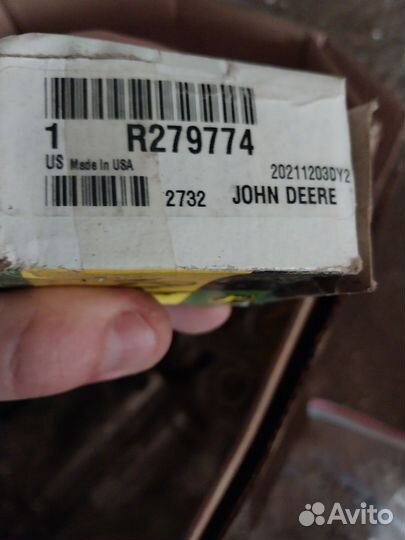 1 R279774
US Made In USA 20211203DY2
2732 JOHN DEERE
Avito